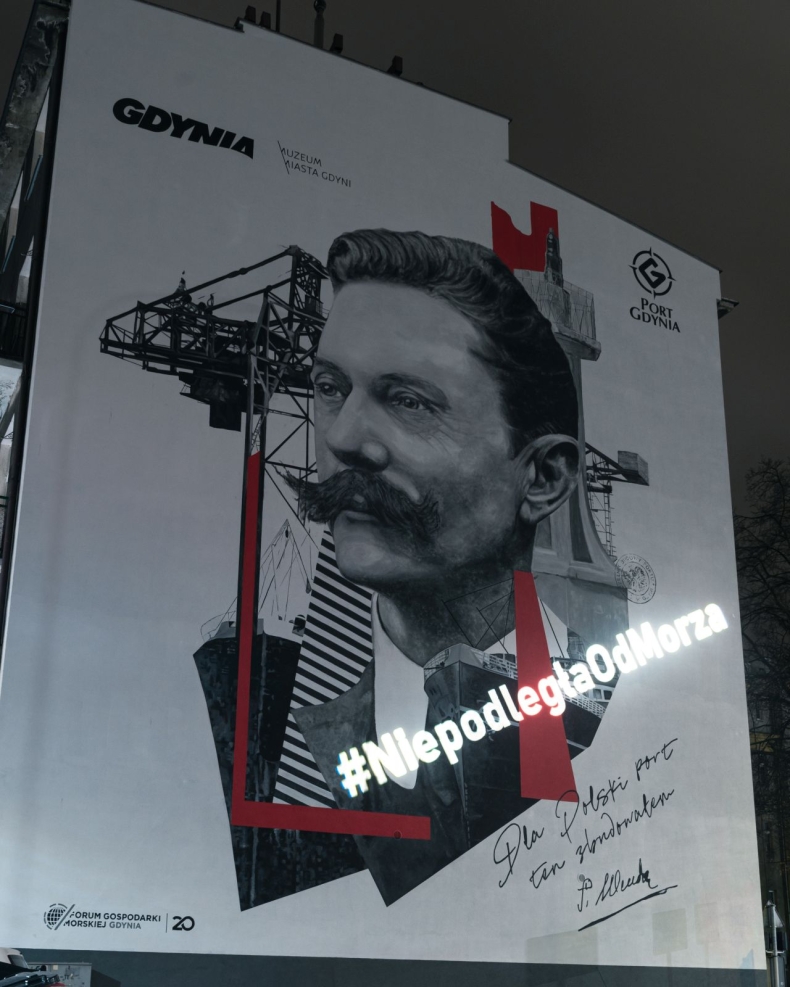 GDYNIA
MUZEUM
MIASTA GDYNI
G
PORT
GDYNIA
#NiepodległaOdMorza
Dla Polski port
ten zbudowałem
FORUM GOSPODARKI
MORSKIEJ GDYNIA
20